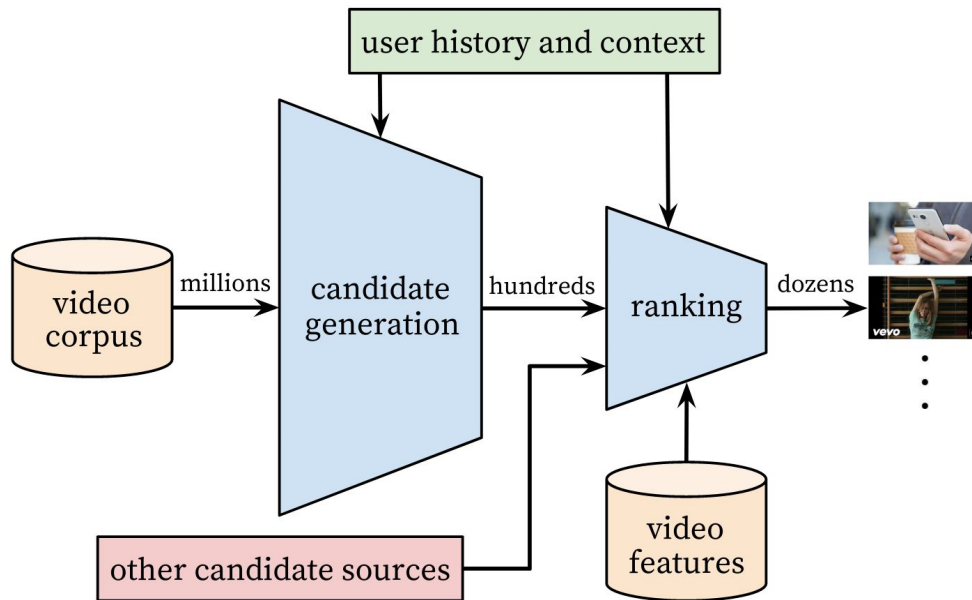 user history and context
video
corpus
millions
candidate
generation
hundreds
ranking
dozens
vevo
other candidate sources
video
features